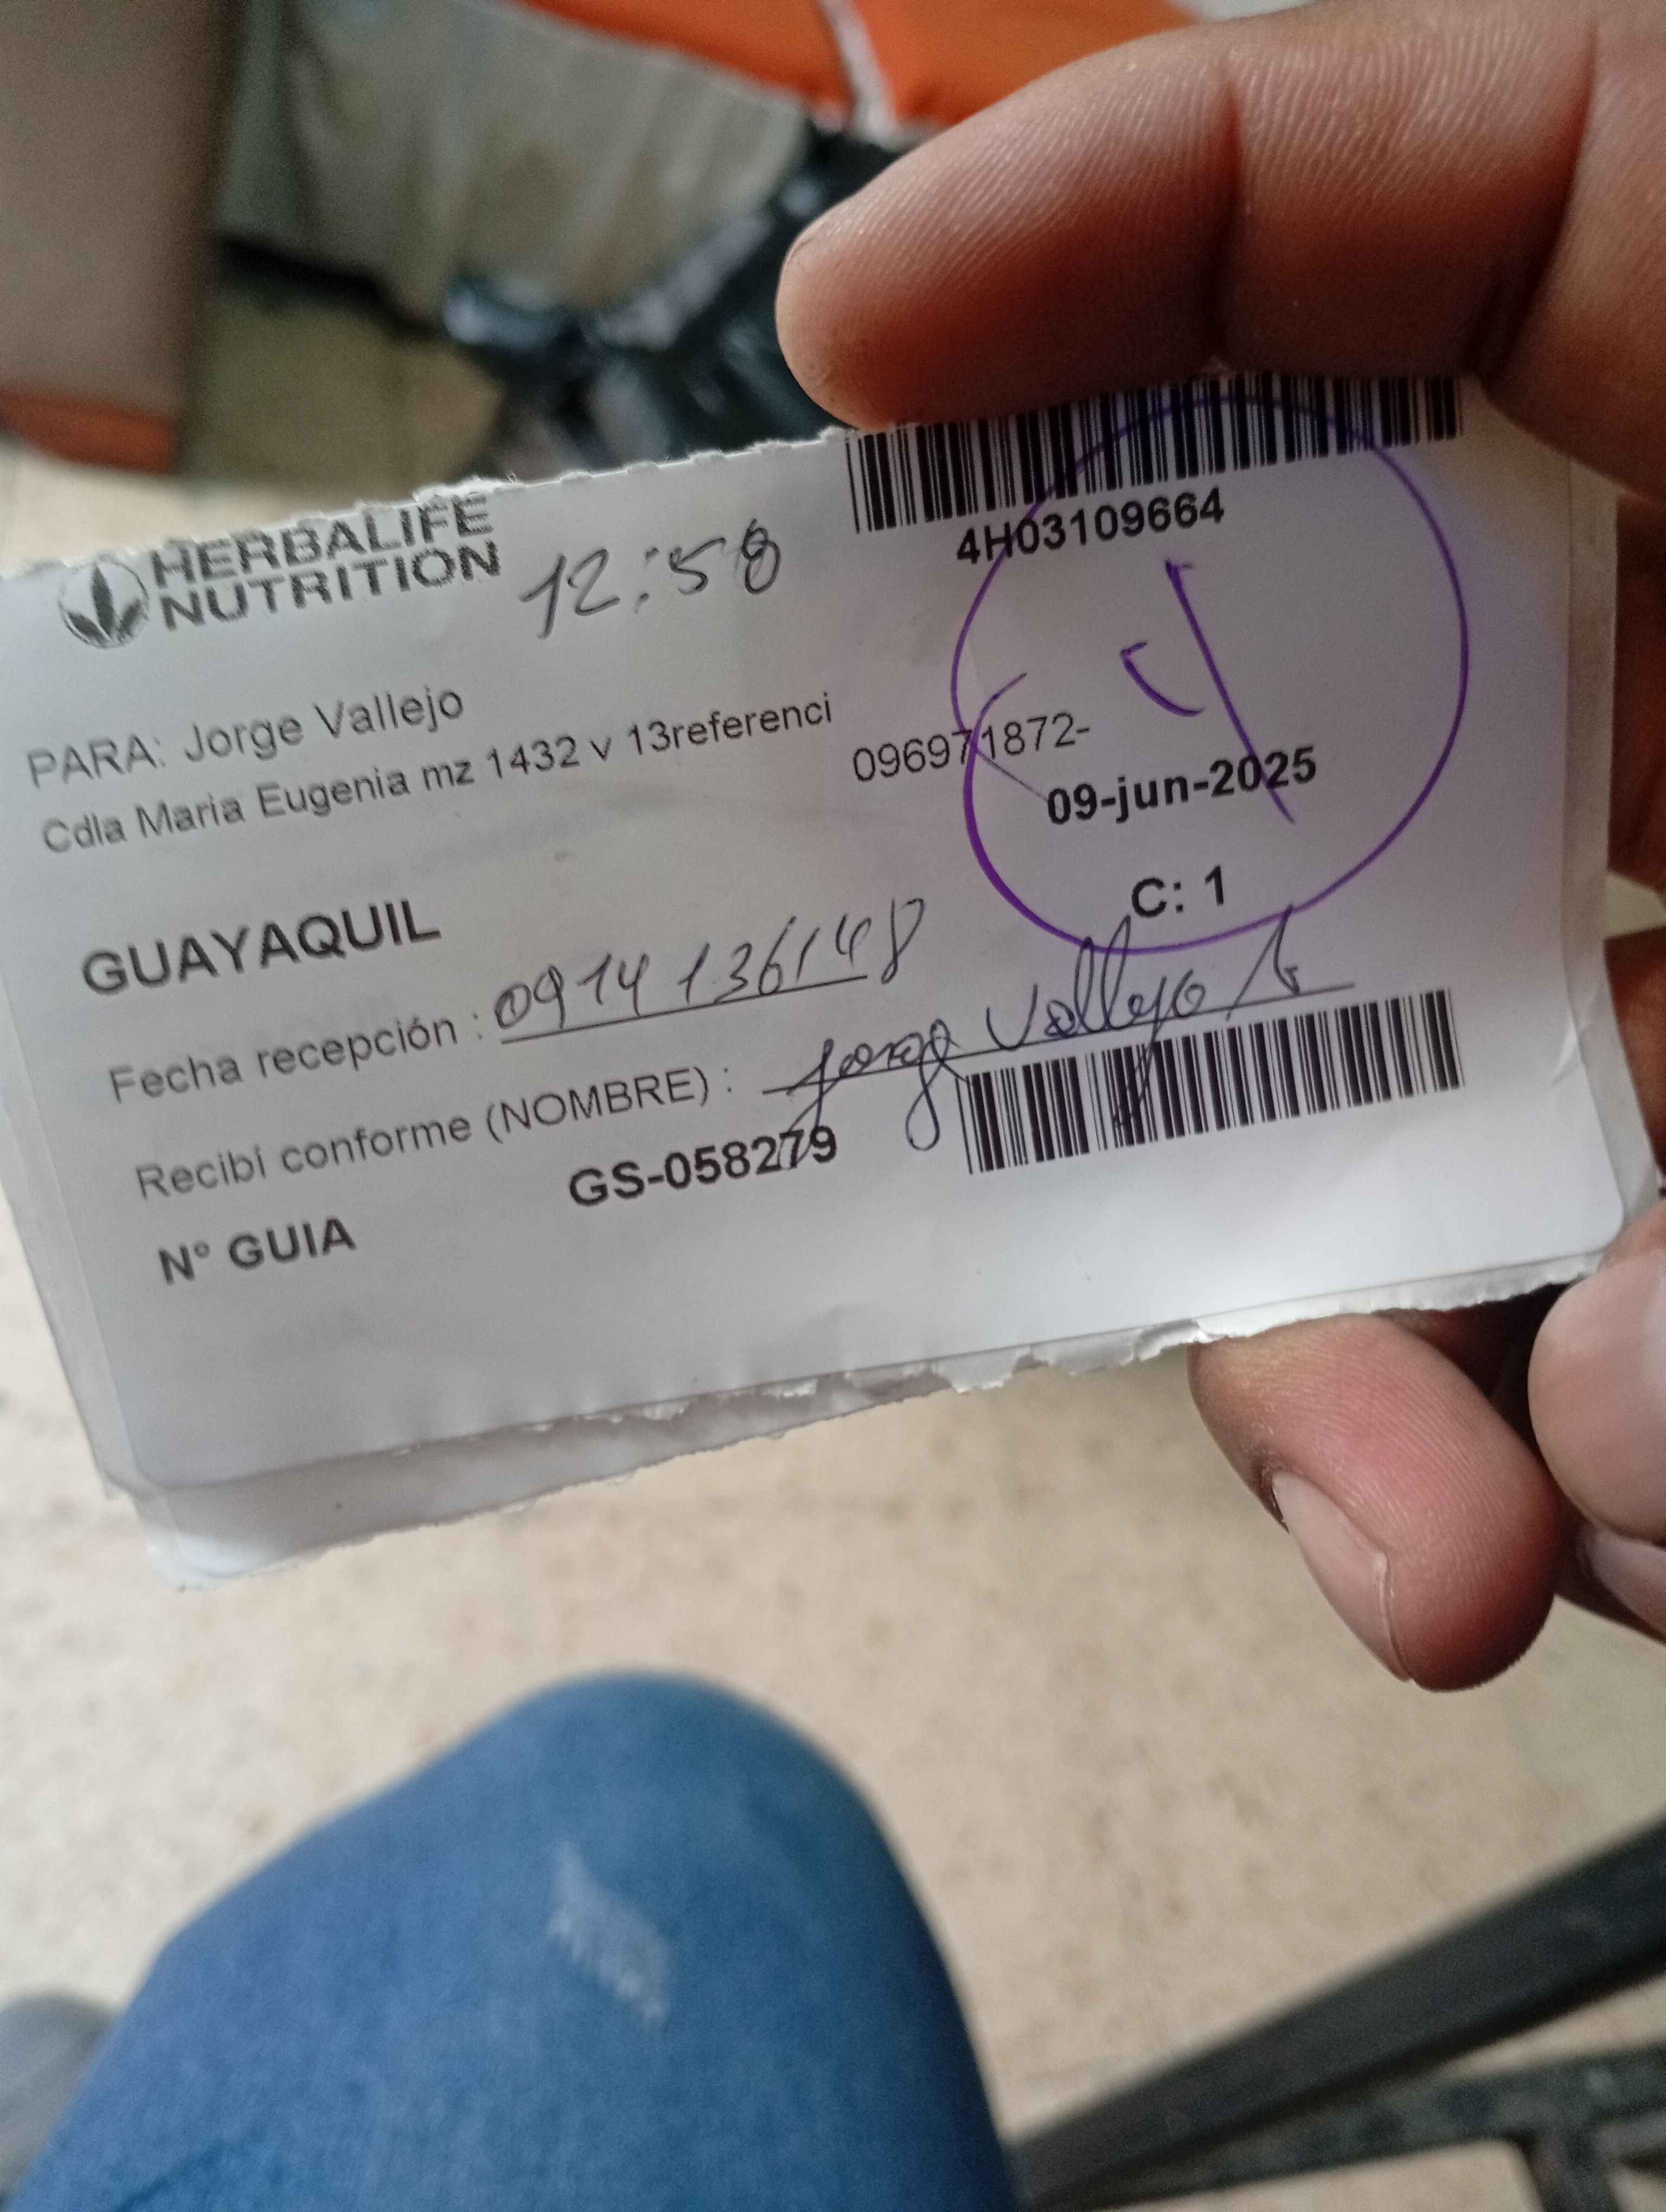 HERBALIFE
NUTRITION
12:58
4H03109664
PARA: Jorge Vallejo
Cdla Maria Eugenia mz 1432 v 13referenci
096971872-
09-jun-2025
C: 1
GUAYAQUIL
Fecha recepción : 0914136148
Recibí conforme (NOMBRE) : Jorge Vallejo
N° GUIA GS-058279